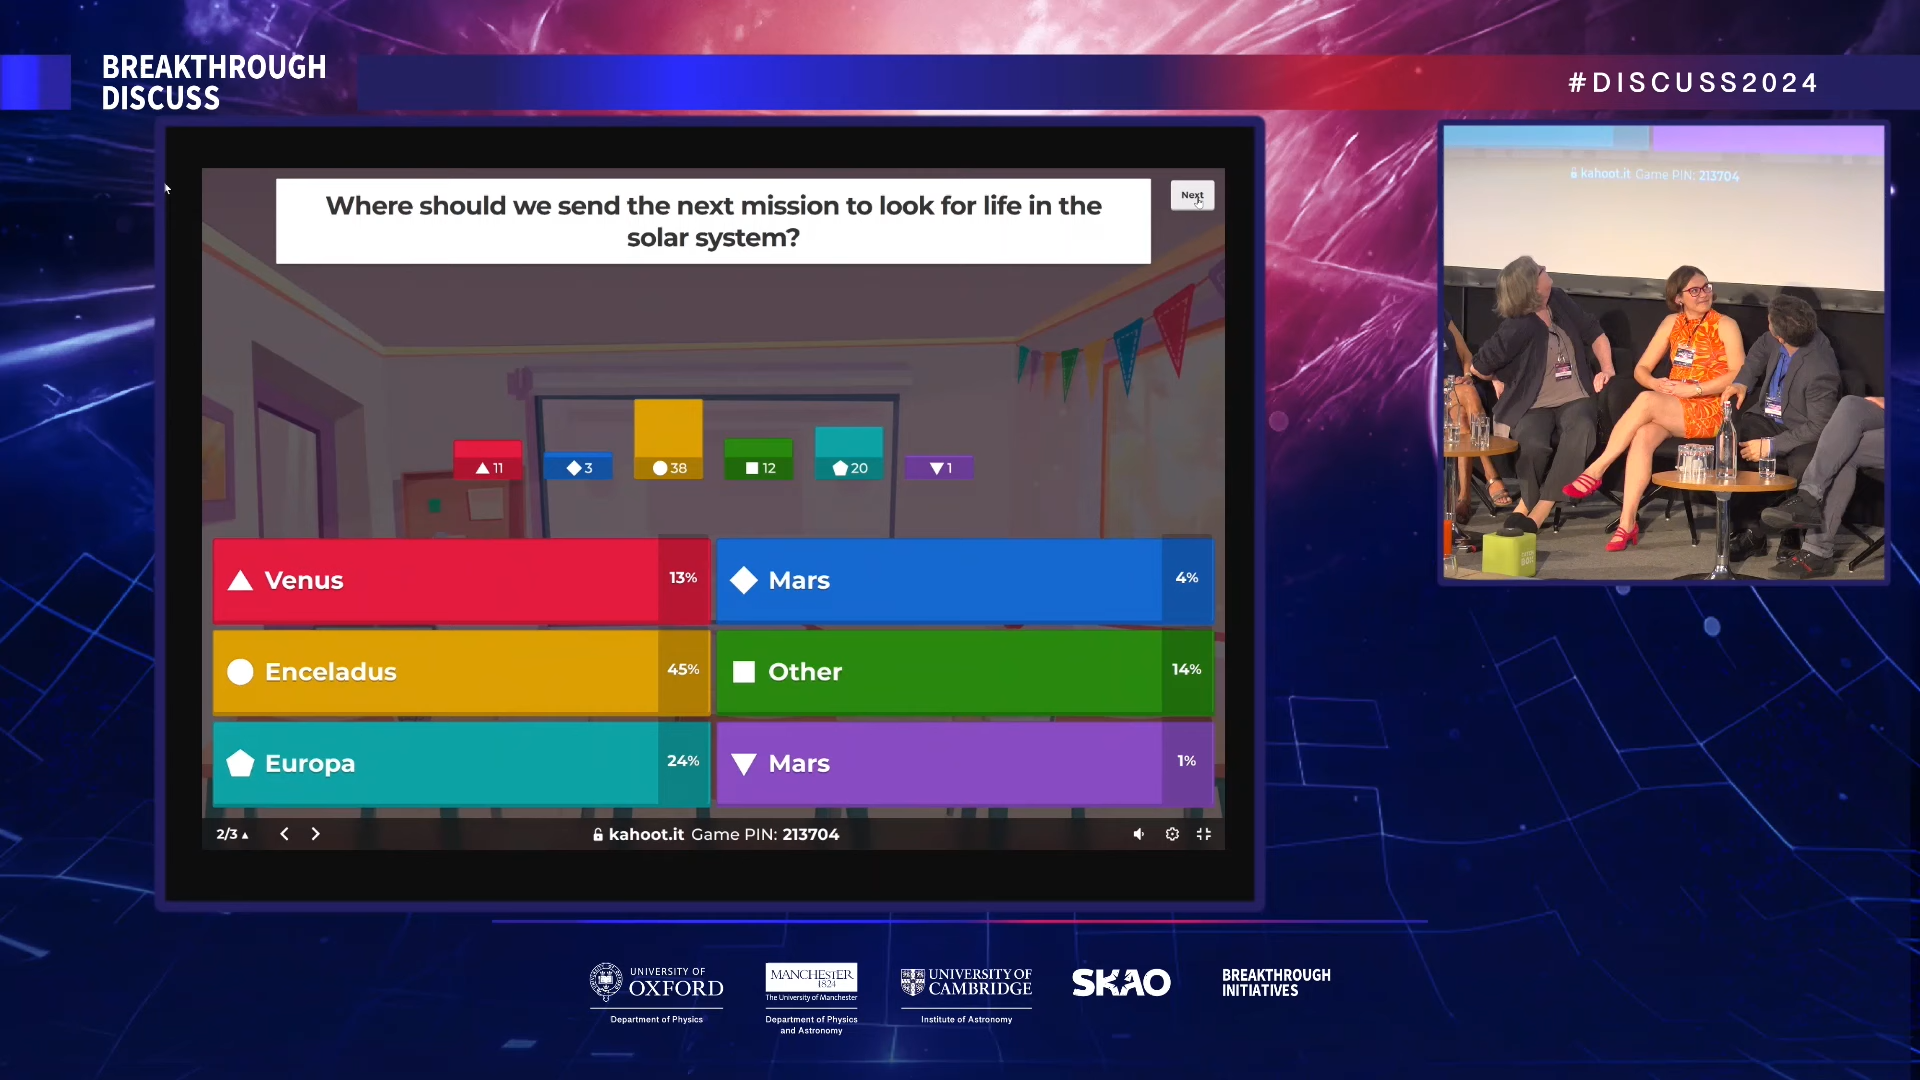 BREAKTHROUGH
DISCUSS
#DISCUSS2024
Where should we send the next mission to look for life in the
solar system?
Next
11
3
38
12
20
1
Venus
13%
Mars
4%
Enceladus
45%
Other
14%
Europa
24%
Mars
1%
2/3
kahoot.it Game PIN: 213704
kahoot.it Game PIN: 213704
UNIVERSITY OF
OXFORD
Department of Physics
MANCHESTER
1824
The University of Manchester
Department of Physics
and Astronomy
UNIVERSITY OF
CAMBRIDGE
Institute of Astronomy
SKAO
BREAKTHROUGH
INITIATIVES